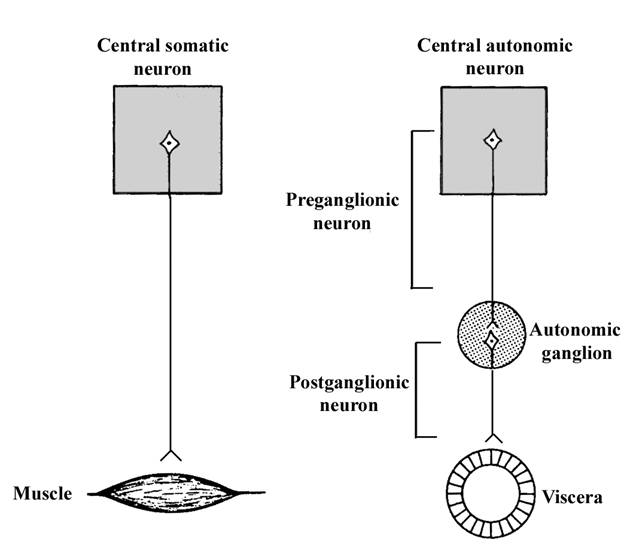 Central somatic
neuron
Central autonomic
neuron
Preganglionic
neuron
Autonomic
ganglion
Postganglionic
neuron
Muscle
Viscera